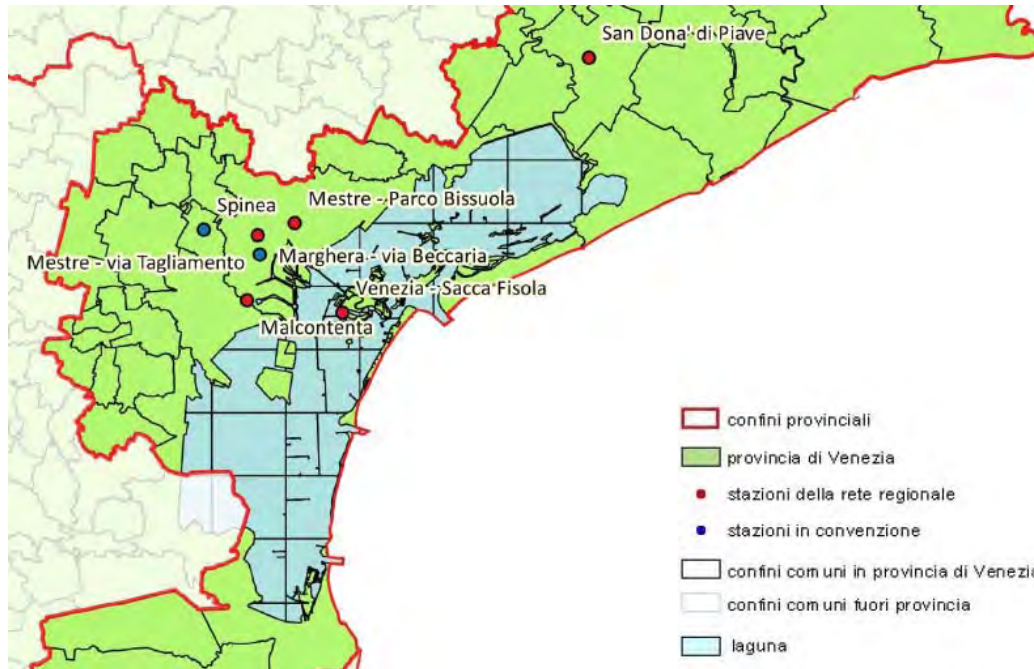 San Dona' di Piave
Mestre - Parco Bissuola
Spinea
Mestre - via Tagliamento
Marghera - via Beccaria
Venezia - Sacca Fisola
Malcontenta
confini provinciali
provincia di Venezia
stazioni della rete regionale
stazioni in convenzione
confini comuni in provincia di Venezia
confini comuni fuori provincia
laguna